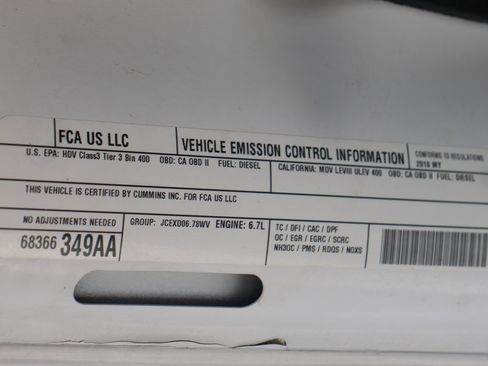 FCA US LLC
VEHICLE EMISSION CONTROL INFORMATION
CONFORMS TO REGULATIONS
2018 MY
U.S. EPA: HDV Class3 Tier 3 Bin 400 OBD: CA OBD II FUEL: DIESEL
CALIFORNIA: MDV LEVIII ULEV 400 OBD: CA OBD II FUEL: DIESEL
THIS VEHICLE IS CERTIFIED BY CUMMINS INC. FOR FCA US LLC
NO ADJUSTMENTS NEEDED
68366 349AA
GROUP: JCEXD06.78WV ENGINE: 6.7L
TC / DFI / CAC / DPF
OC / EGR / EGRC / SCRC
NH3OC / PMS / RDQS / NOXS